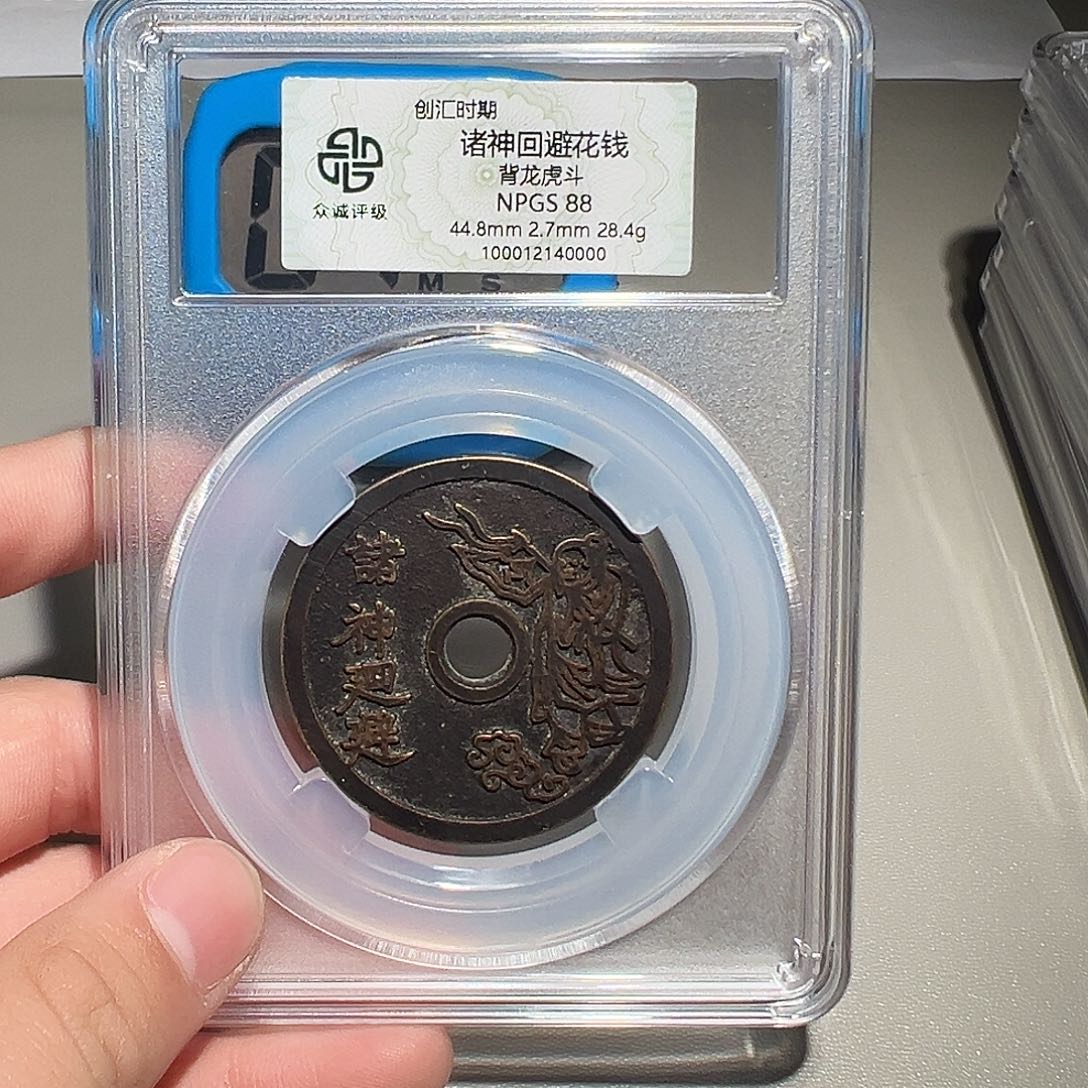 创汇时期
诸神回避花钱
背龙虎斗
NPGS 88
44.8mm 2.7mm 28.4g
100012140000
众诚评级
M S
諸神迴避